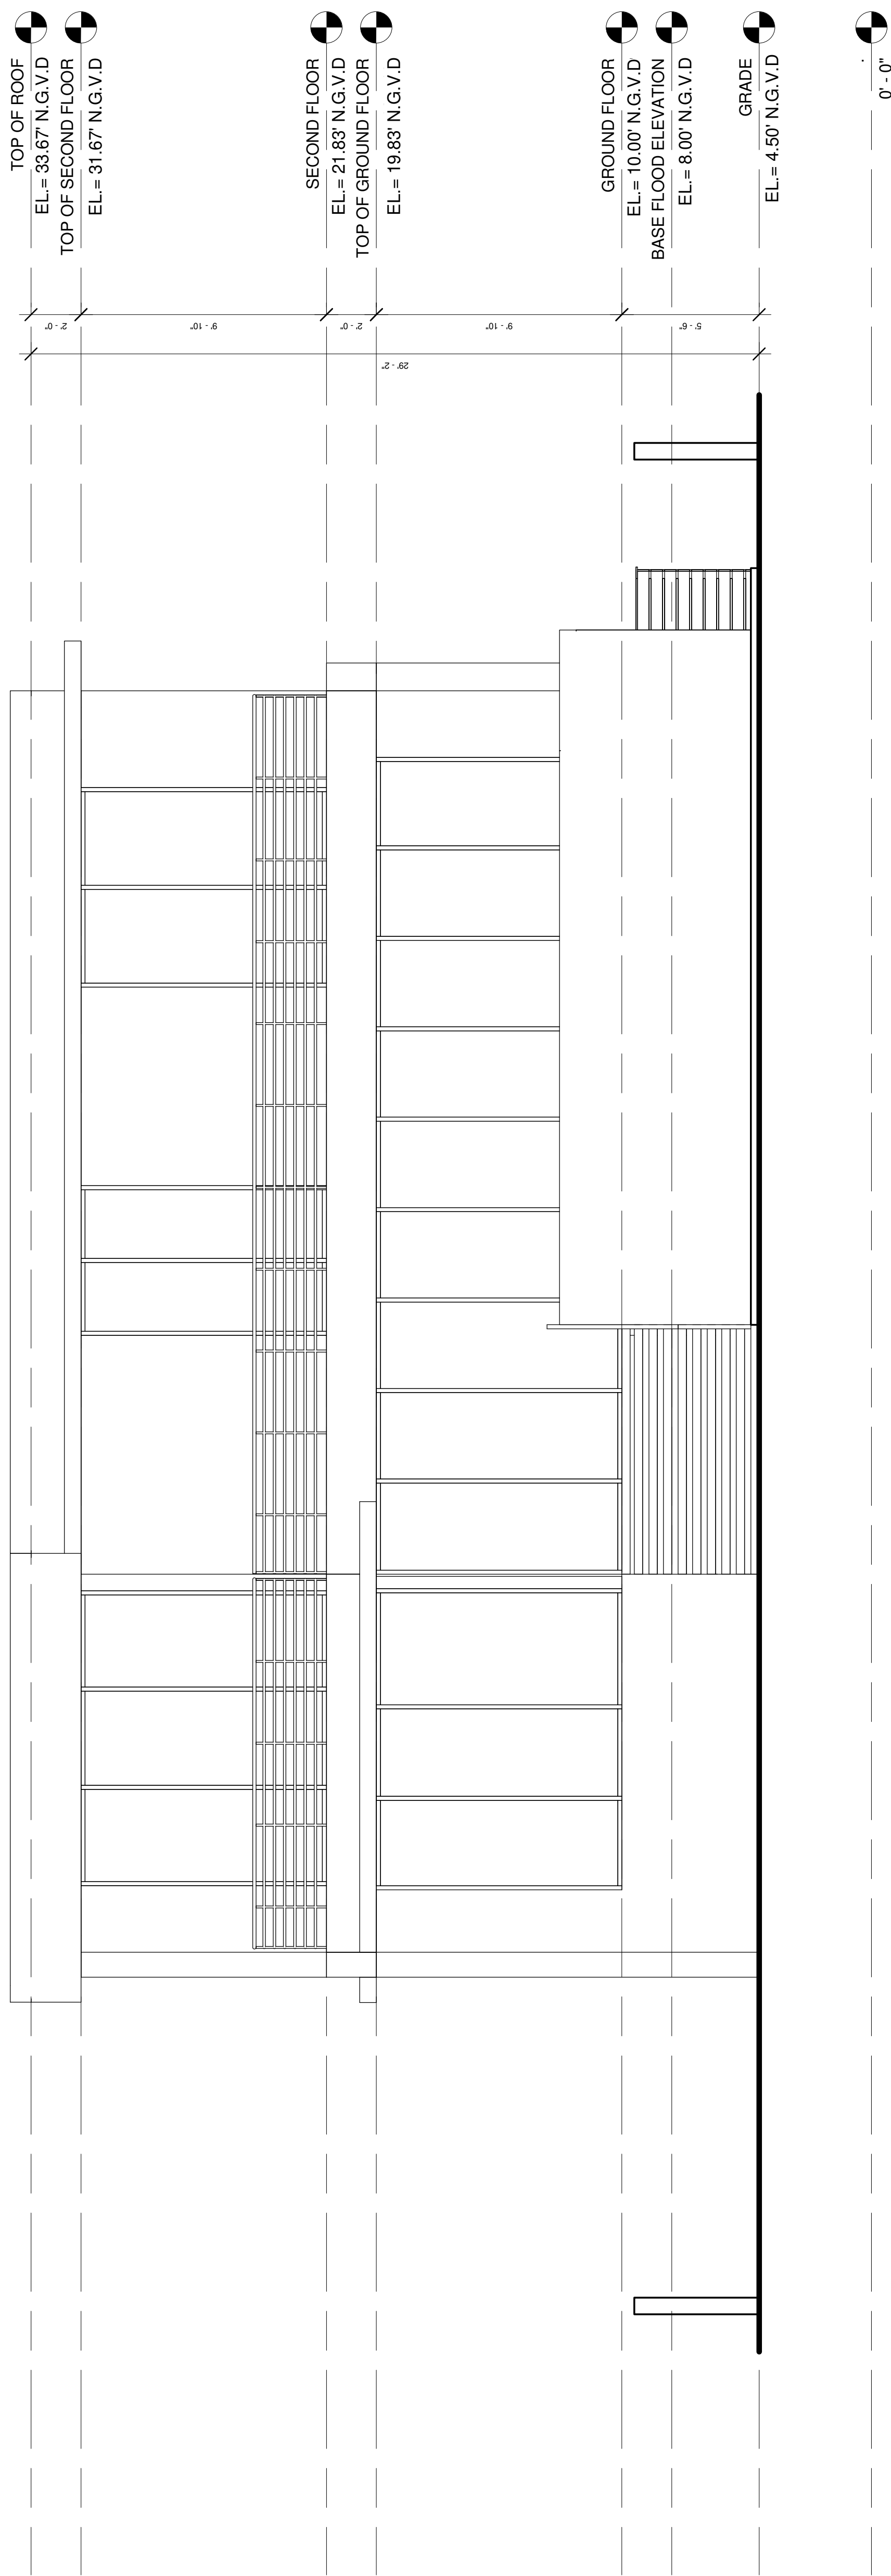 TOP OF ROOF
EL.= 33.67' N.G.V.D
TOP OF SECOND FLOOR
EL.= 31.67' N.G.V.D
SECOND FLOOR
EL.= 21.83' N.G.V.D
TOP OF GROUND FLOOR
EL.= 19.83' N.G.V.D
GROUND FLOOR
EL.= 10.00' N.G.V.D
BASE FLOOD ELEVATION
EL.= 8.00' N.G.V.D
GRADE
EL.= 4.50' N.G.V.D
.
0' - 0"
2' - 0"
9' - 10"
2' - 0"
9' - 10"
5' - 6"
29' - 2"